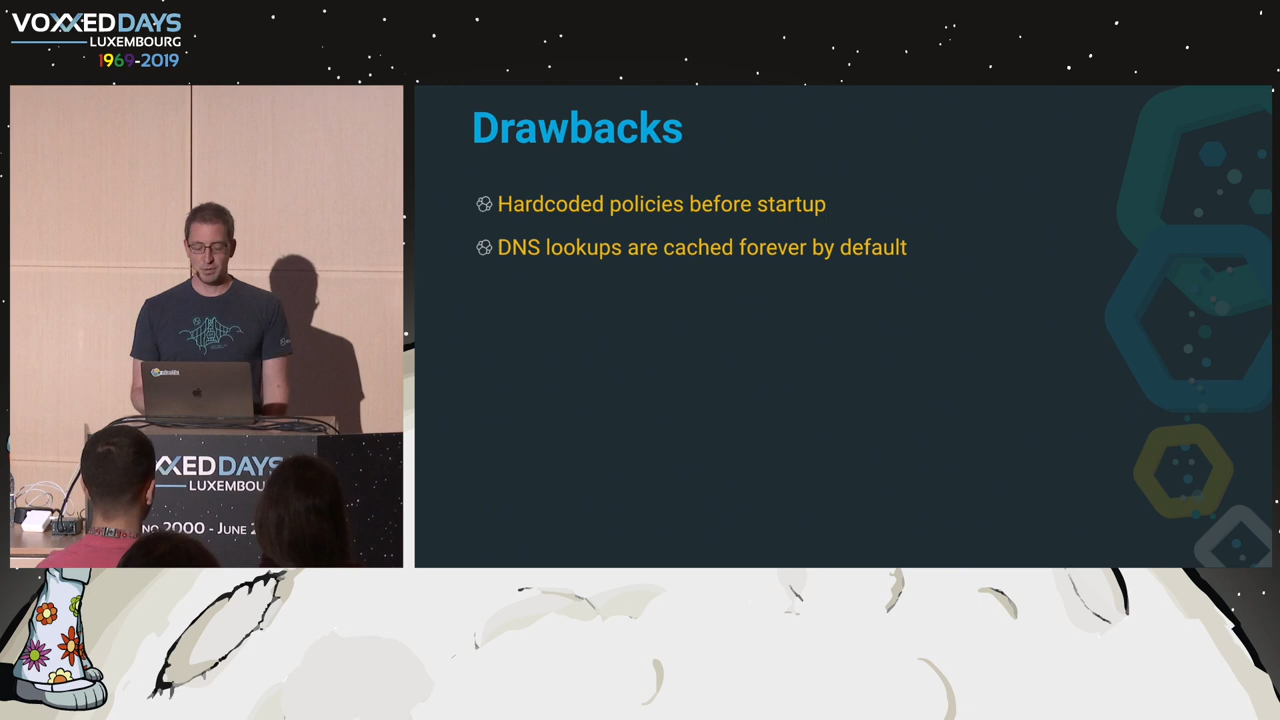 VOXXED DAYS
LUXEMBOURG
1969-2019
Drawbacks
Hardcoded policies before startup
DNS lookups are cached forever by default
XXED DAYS
LUXEMBOU
2000 - JUNE 2